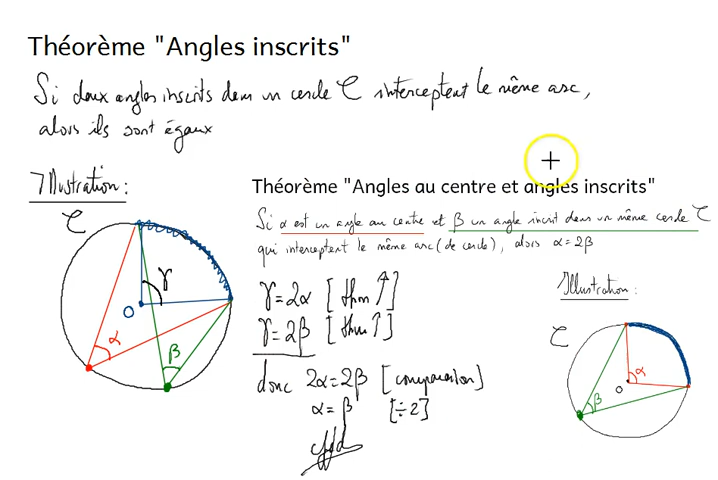 Théorème "Angles inscrits"
Si deux angles inscrits dans un cercle C interceptent le même arc,
alors ils sont égaux
Illustration :
C
γ
O
α
β
Théorème "Angles au centre et angles inscrits"
Si α est un angle au centre et β un angle inscrit dans un même cercle C
qui interceptent le même arc (de cercle), alors α = 2β
γ = 2α [thm ↑]
γ = 2β [thm ↑]
donc 2α = 2β [comparaison]
α = β [÷2]
cqfd
Illustration :
C
α
O
β